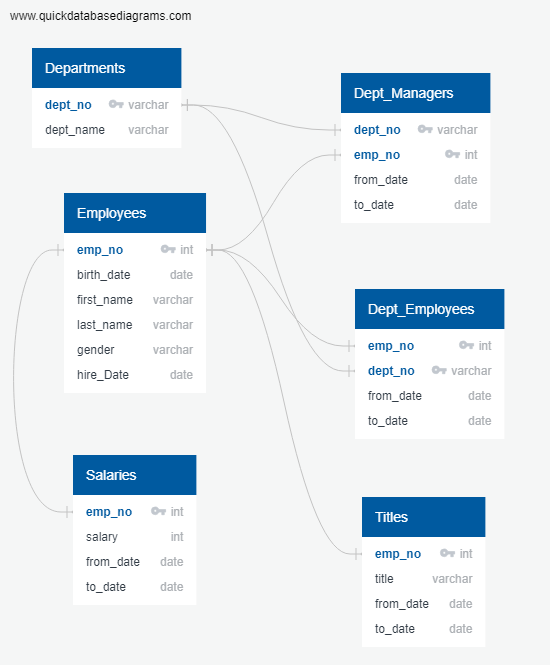 www.quickdatabasediagrams.com
Departments
dept_no varchar
dept_name varchar
Dept_Managers
dept_no varchar
emp_no int
from_date date
to_date date
Employees
emp_no int
birth_date date
first_name varchar
last_name varchar
gender varchar
hire_Date date
Dept_Employees
emp_no int
dept_no varchar
from_date date
to_date date
Salaries
emp_no int
salary int
from_date date
to_date date
Titles
emp_no int
title varchar
from_date date
to_date date